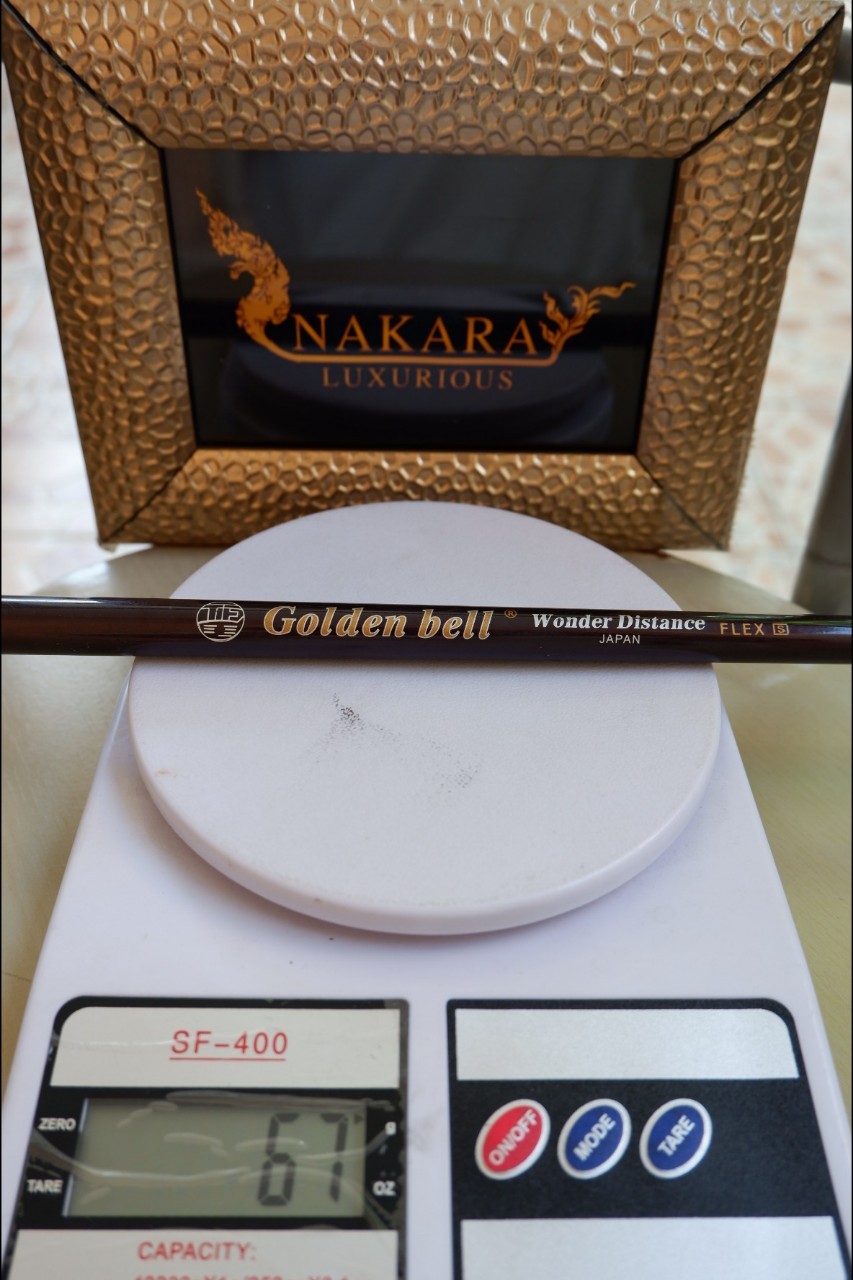 NAKARA
LUXURIOUS
Golden bell ® Wonder Distance FLEX S
JAPAN
SF-400
ZERO
g
67
TARE
OZ
ON/OFF
MODE
TARE
CAPACITY: